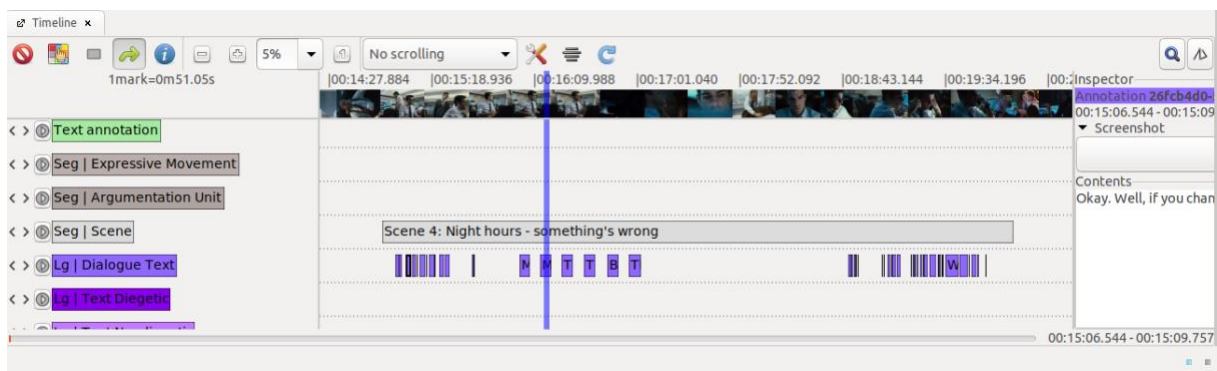 Timeline ×
5% No scrolling
1mark=0m51.05s |00:14:27.884 |00:15:18.936 |00:16:09.988 |00:17:01.040 |00:17:52.092 |00:18:43.144 |00:19:34.196 |00:2 Inspector
Annotation 26fcb4d0-
00:15:06.544 - 00:15:09
Screenshot
Text annotation
Seg | Expressive Movement
Contents
Seg | Argumentation Unit
Okay. Well, if you chan
Seg | Scene
Scene 4: Night hours - something's wrong
Lg | Dialogue Text
M M T T B T W
Lg | Text Diegetic
00:15:06.544 - 00:15:09.757